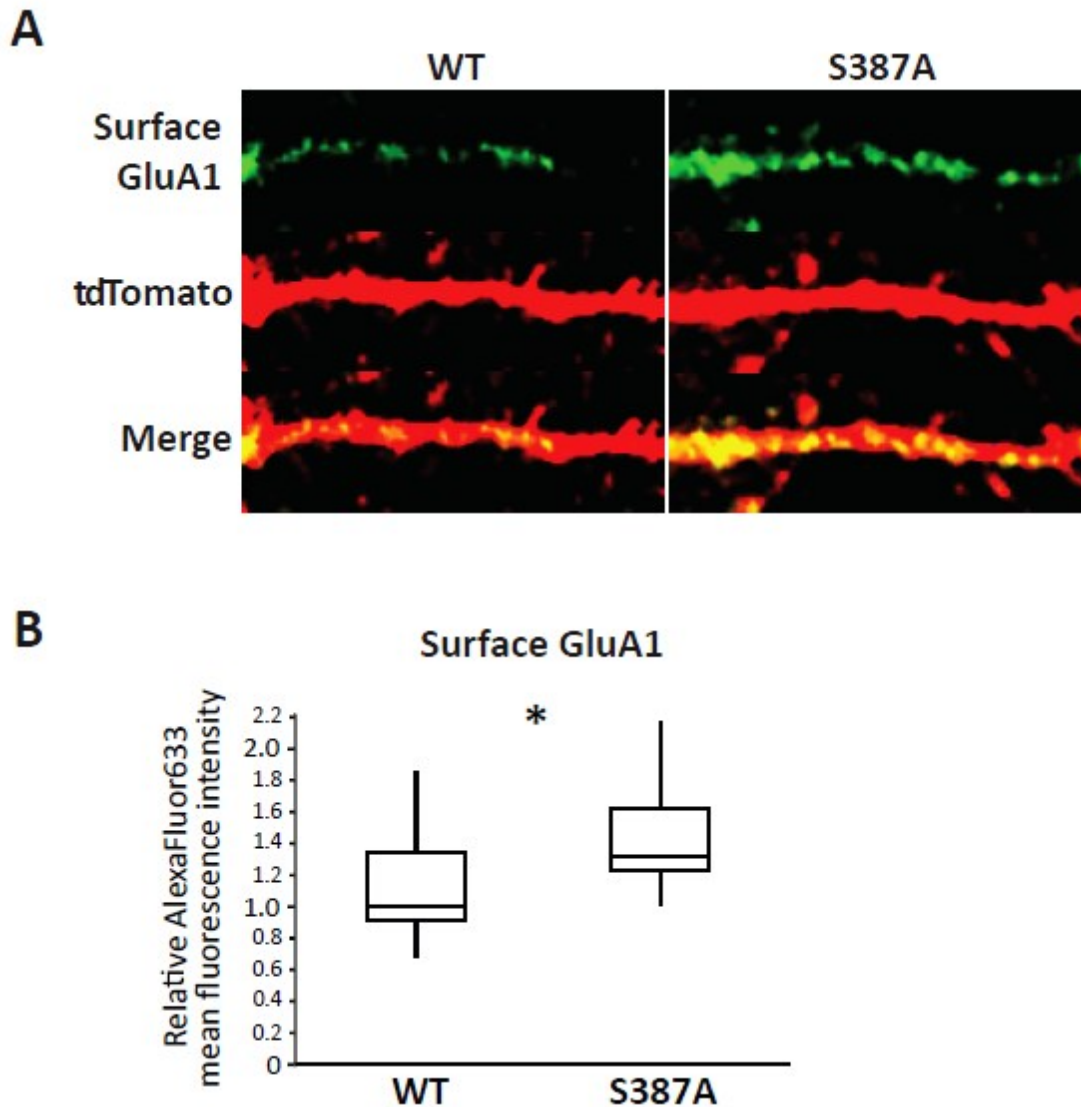 A
WT S387A
Surface
GluA1
tdTomato
Merge
B
Surface GluA1
*
Relative AlexaFluor633
mean fluorescence intensity
2.2
2.0
1.8
1.6
1.4
1.2
1.0
0.8
0.6
0.4
0.2
0
WT S387A